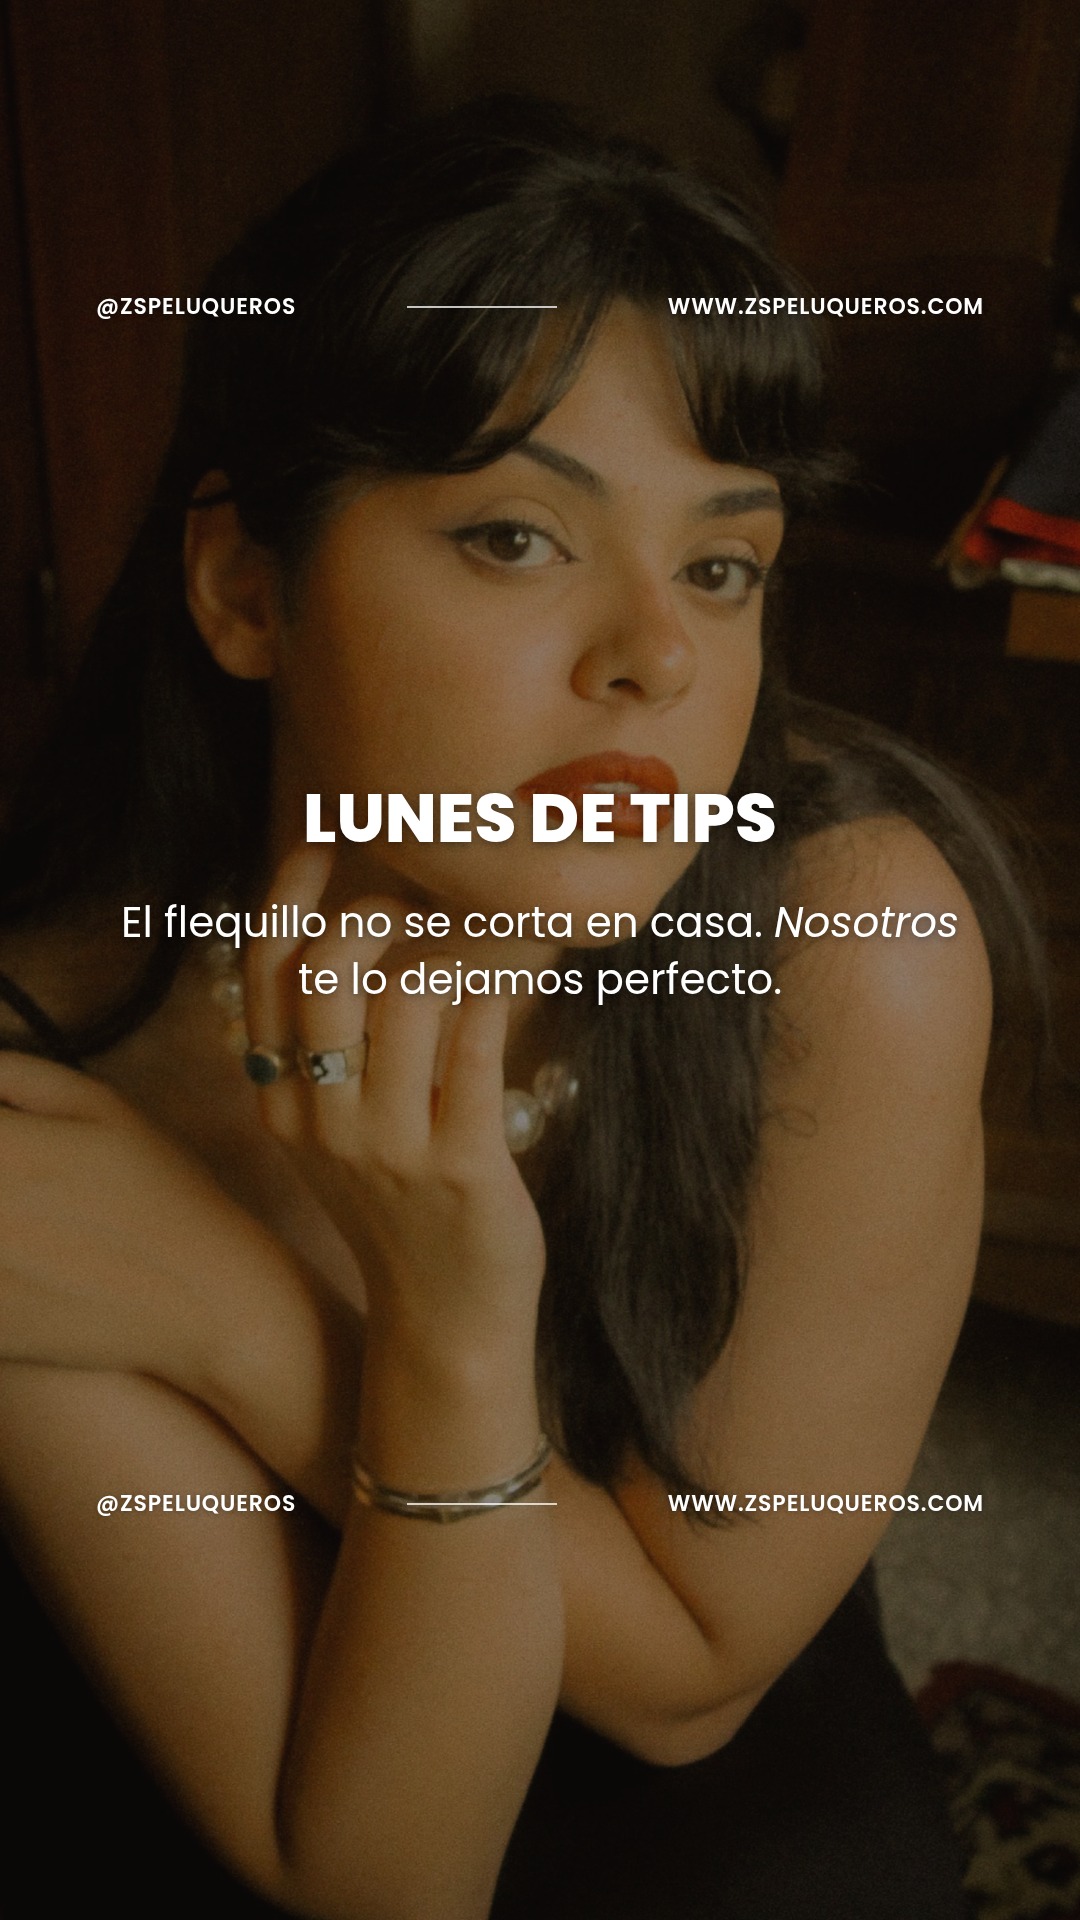 @ZSPELUQUEROS WWW.ZSPELUQUEROS.COM
LUNES DE TIPS
El flequillo no se corta en casa. Nosotros
te lo dejamos perfecto.
@ZSPELUQUEROS WWW.ZSPELUQUEROS.COM